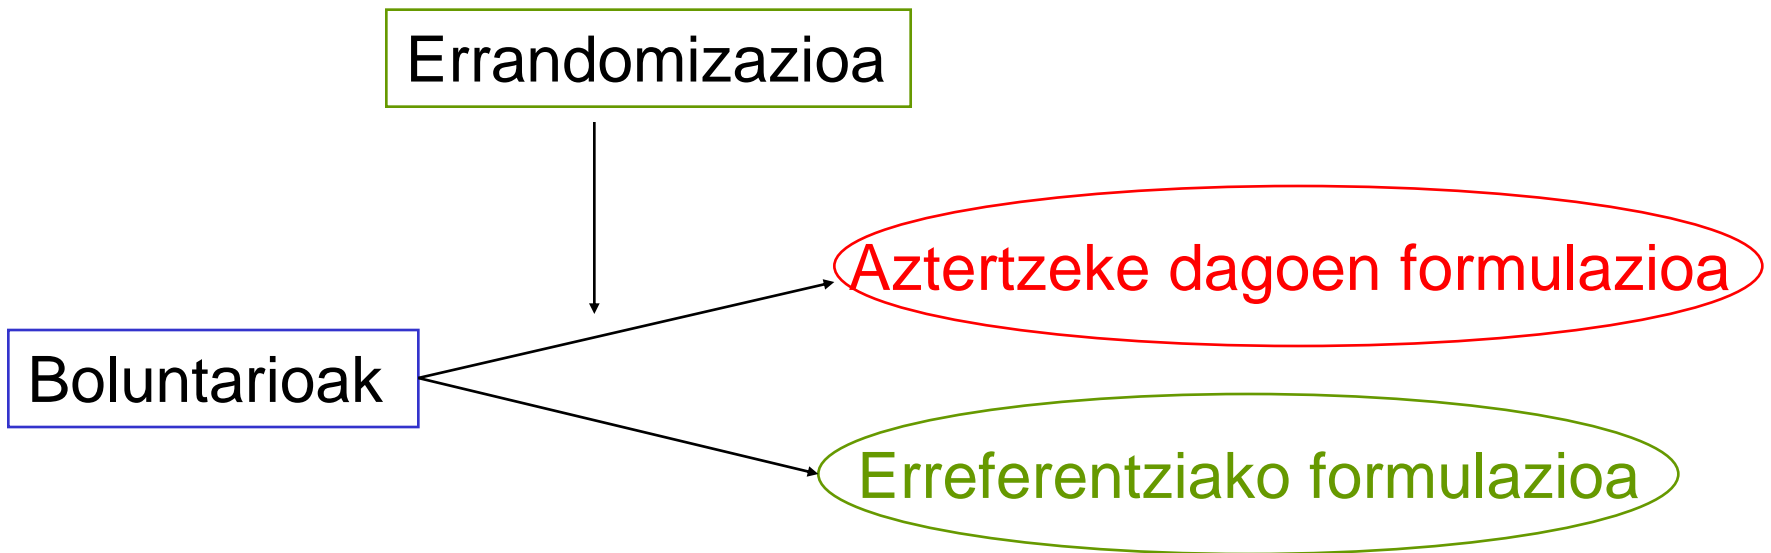 Errandomizazioa
Aztertzeke dagoen formulazioa
Boluntarioak
Erreferentziako formulazioa